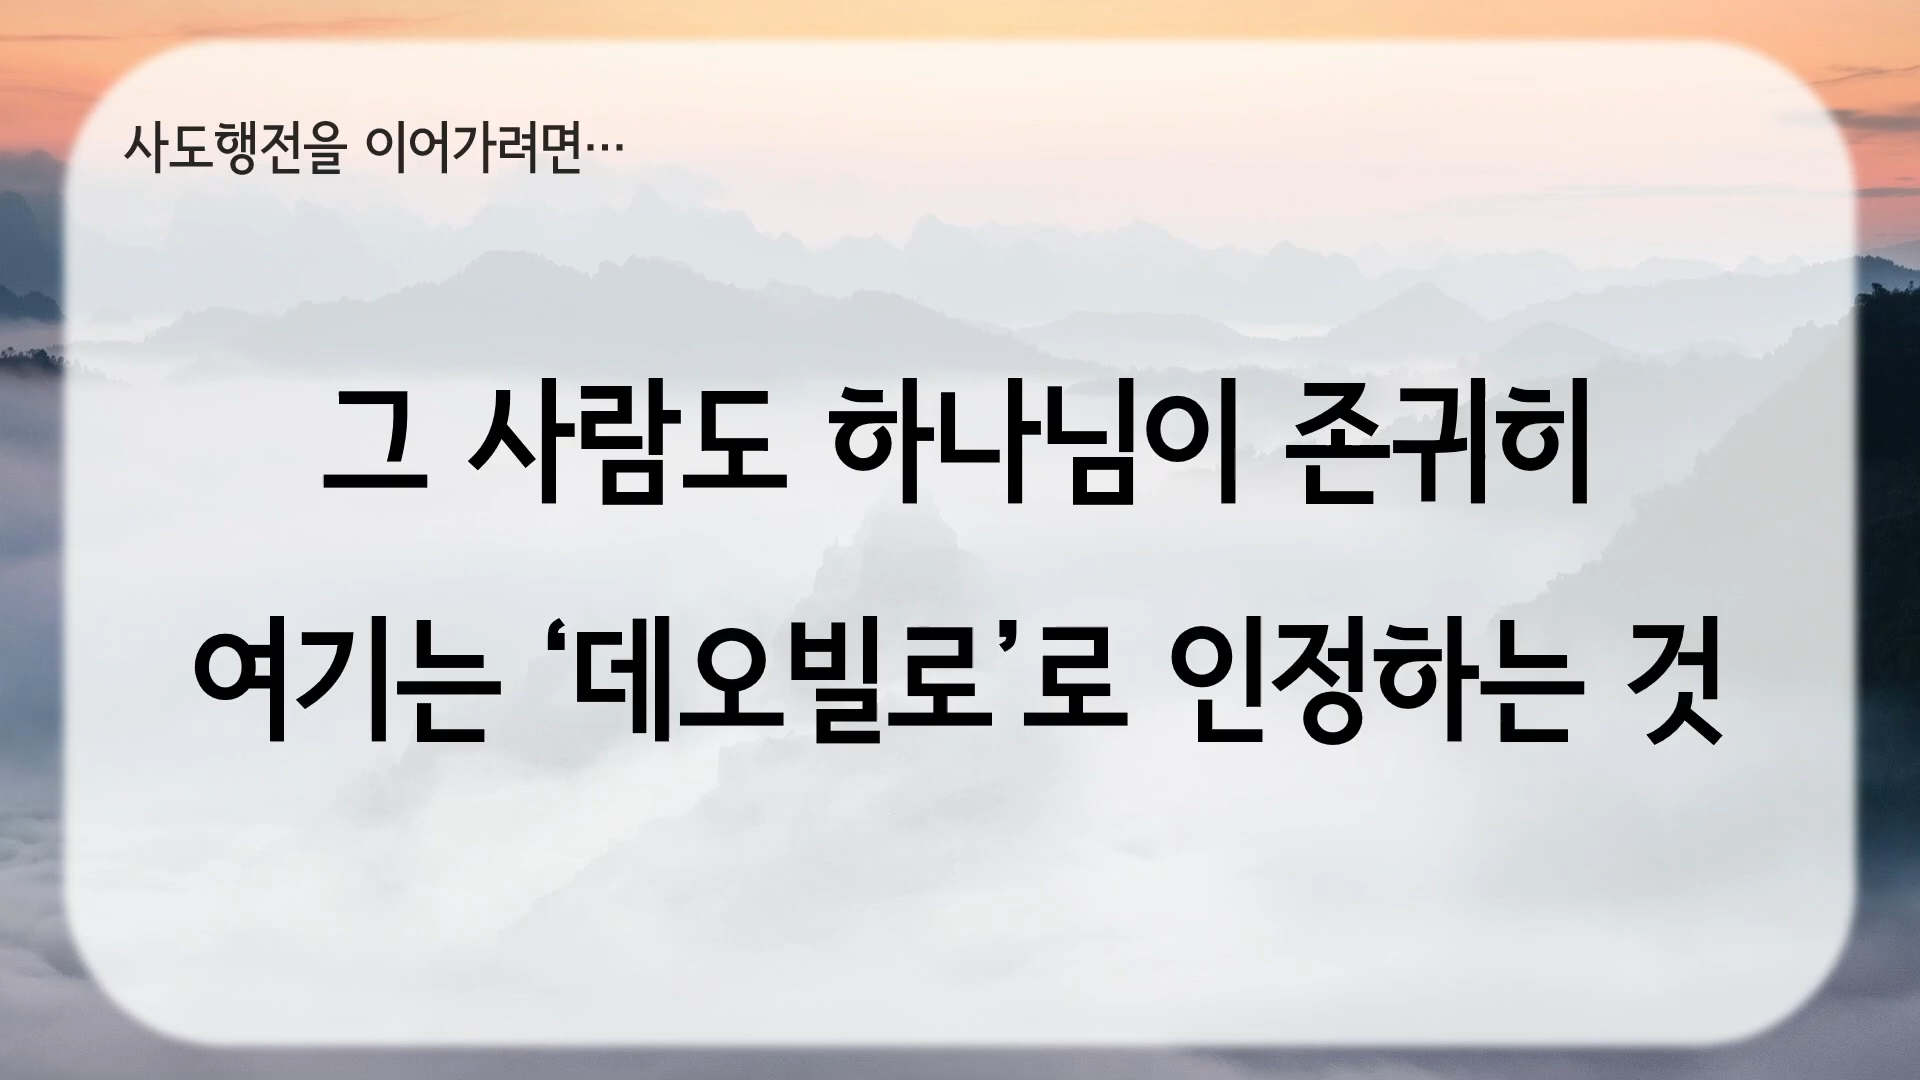 사도행전을 이어가려면…
그 사람도 하나님이 존귀히
여기는 ‘데오빌로’로 인정하는 것